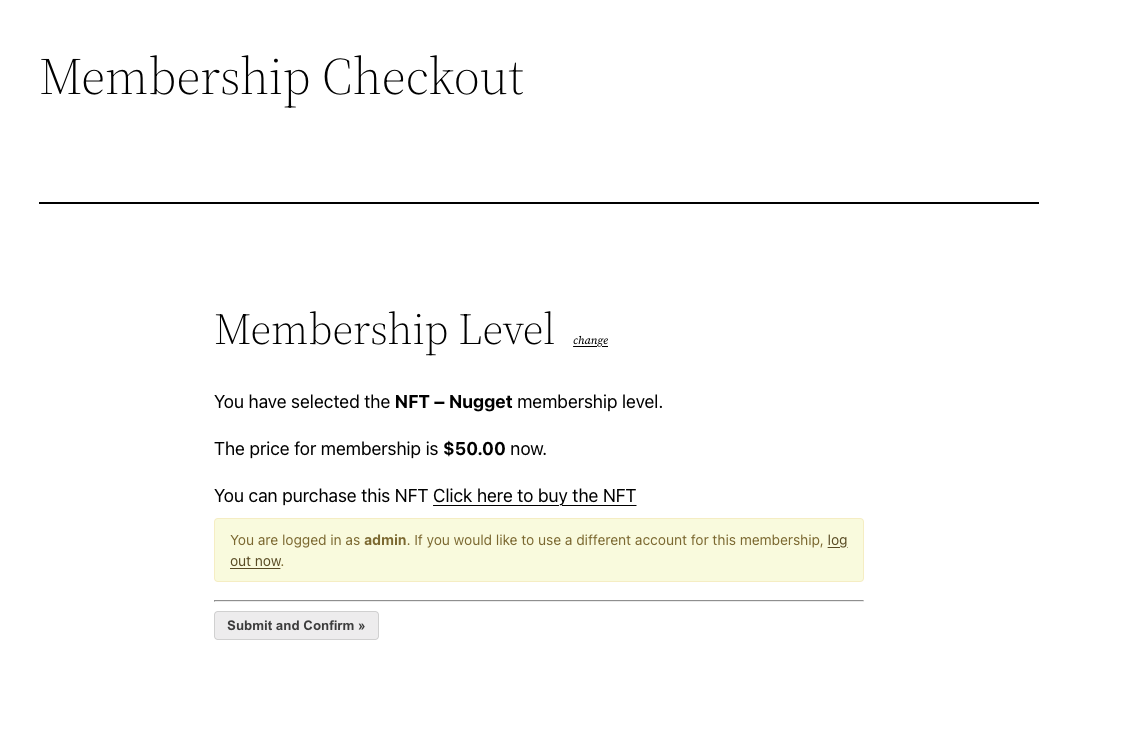 Membership Checkout
Membership Level change
You have selected the NFT – Nugget membership level.
The price for membership is $50.00 now.
You can purchase this NFT Click here to buy the NFT
You are logged in as admin. If you would like to use a different account for this membership, log
out now.
Submit and Confirm »